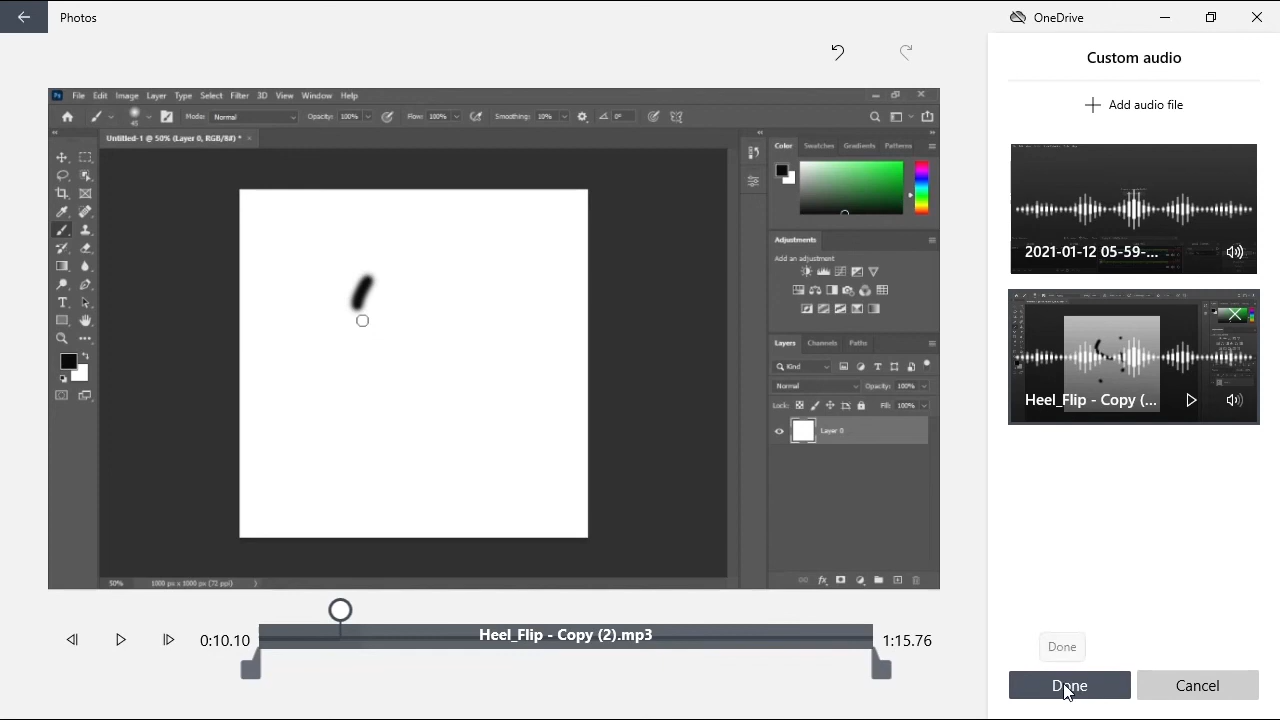 Photos
OneDrive
Custom audio
Add audio file
Ps File Edit Image Layer Type Select Filter 3D View Window Help
45 Mode: Normal Opacity: 100% Flow: 100% Smoothing: 10% 0°
Untitled-1 @ 50% (Layer 0, RGB/8#) * ×
Color Swatches Gradients Patterns
Adjustments
Add an adjustment
Layers Channels Paths
Kind
Normal Opacity: 100%
Lock: Fill: 100%
Layer 0
50% 1000 px x 1000 px (72 ppi)
fx
2021-01-12 05-59-...
Heel_Flip - Copy (...
0:10.10
Heel_Flip - Copy (2).mp3
1:15.76
Done
Done
Cancel